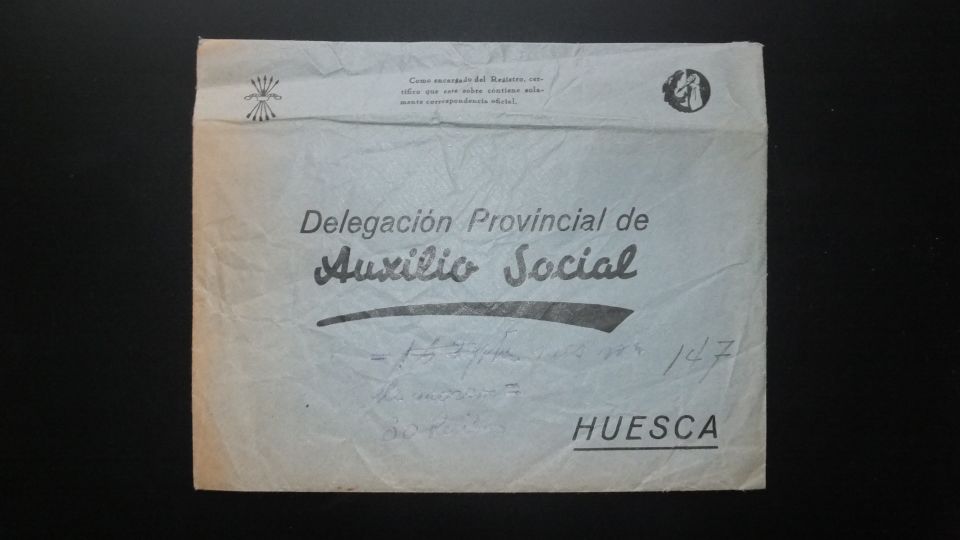 Como encargado del Registro, cer-
tifico que este sobre contiene sola-
mente correspondencia oficial.
Delegación Provincial de
Auxilio Social
147
HUESCA